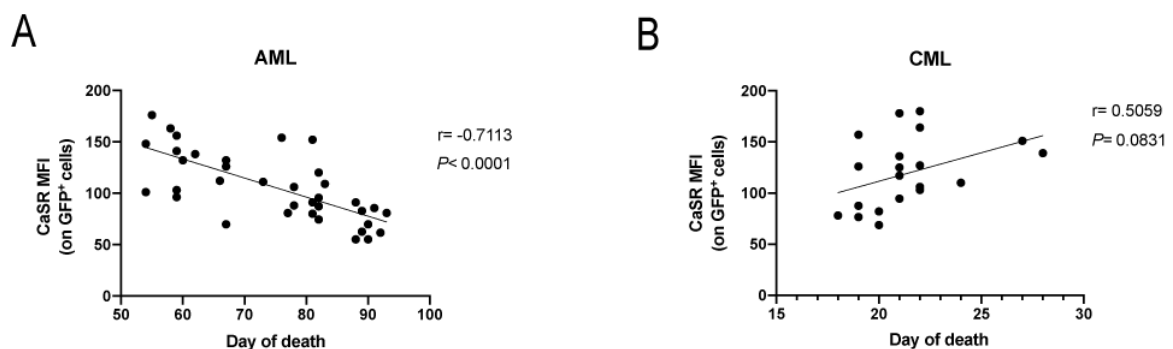 A
AML
200
150
100
50
0
CaSR MFI
(on GFP⁺ cells)
50 60 70 80 90 100
Day of death
r= -0.7113
P< 0.0001
B
CML
200
150
100
50
0
CaSR MFI
(on GFP⁺ cells)
15 20 25 30
Day of death
r= 0.5059
P= 0.0831